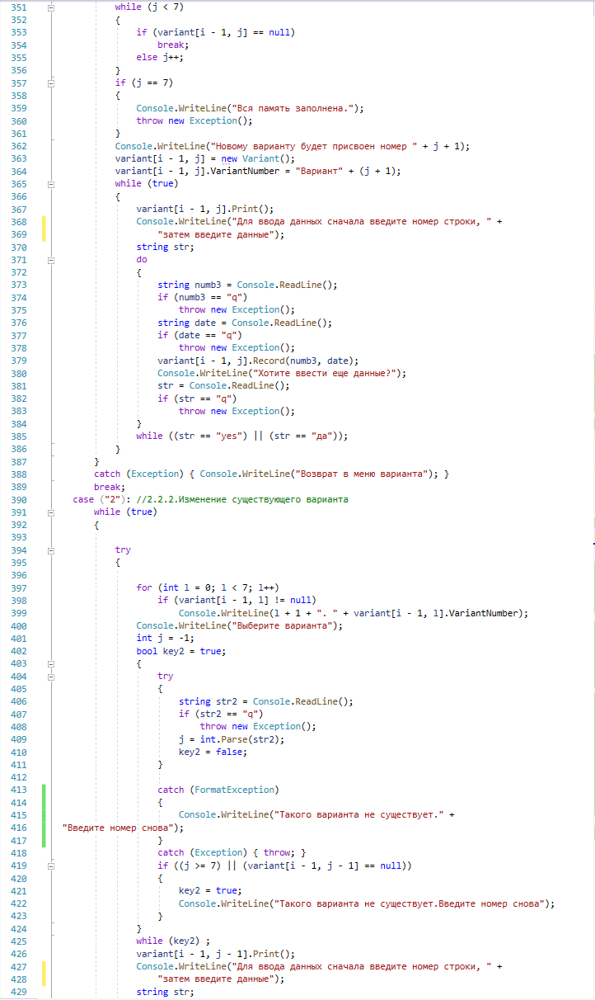 351 while (j < 7)
352 {
353 if (variant[i - 1, j] == null)
354 break;
355 else j++;
356 }
357 if (j == 7)
358 {
359 Console.WriteLine("Вся память заполнена.");
360 throw new Exception();
361 }
362 Console.WriteLine("Новому варианту будет присвоен номер " + j + 1);
363 variant[i - 1, j] = new Variant();
364 variant[i - 1, j].VariantNumber = "Вариант" + (j + 1);
365 while (true)
366 {
367 variant[i - 1, j].Print();
368 Console.WriteLine("Для ввода данных сначала введите номер строки, " +
369 "затем введите данные");
370 string str;
371 do
372 {
373 string numb3 = Console.ReadLine();
374 if (numb3 == "q")
375 throw new Exception();
376 string date = Console.ReadLine();
377 if (date == "q")
378 throw new Exception();
379 variant[i - 1, j].Record(numb3, date);
380 Console.WriteLine("Хотите ввести еще данные?");
381 str = Console.ReadLine();
382 if (str == "q")
383 throw new Exception();
384 }
385 while ((str == "yes") || (str == "да"));
386 }
387 }
388 catch (Exception) { Console.WriteLine("Возврат в меню варианта"); }
389 break;
390 case ("2"): //2.2.2.Изменение существующего варианта
391 while (true)
392 {
393
394 try
395 {
396
397 for (int l = 0; l < 7; l++)
398 if (variant[i - 1, l] != null)
399 Console.WriteLine(l + 1 + ". " + variant[i - 1, l].VariantNumber);
400 Console.WriteLine("Выберите варианта");
401 int j = -1;
402 bool key2 = true;
403 {
404 try
405 {
406 string str2 = Console.ReadLine();
407 if (str2 == "q")
408 throw new Exception();
409 j = int.Parse(str2);
410 key2 = false;
411 }
412
413 catch (FormatException)
414 {
415 Console.WriteLine("Такого варианта не существует." +
416 "Введите номер снова");
417 }
418 catch (Exception) { throw; }
419 if ((j >= 7) || (variant[i - 1, j - 1] == null))
420 {
421 key2 = true;
422 Console.WriteLine("Такого варианта не существует.Введите номер снова");
423 }
424 }
425 while (key2) ;
426 variant[i - 1, j - 1].Print();
427 Console.WriteLine("Для ввода данных сначала введите номер строки, " +
428 "затем введите данные");
429 string str;